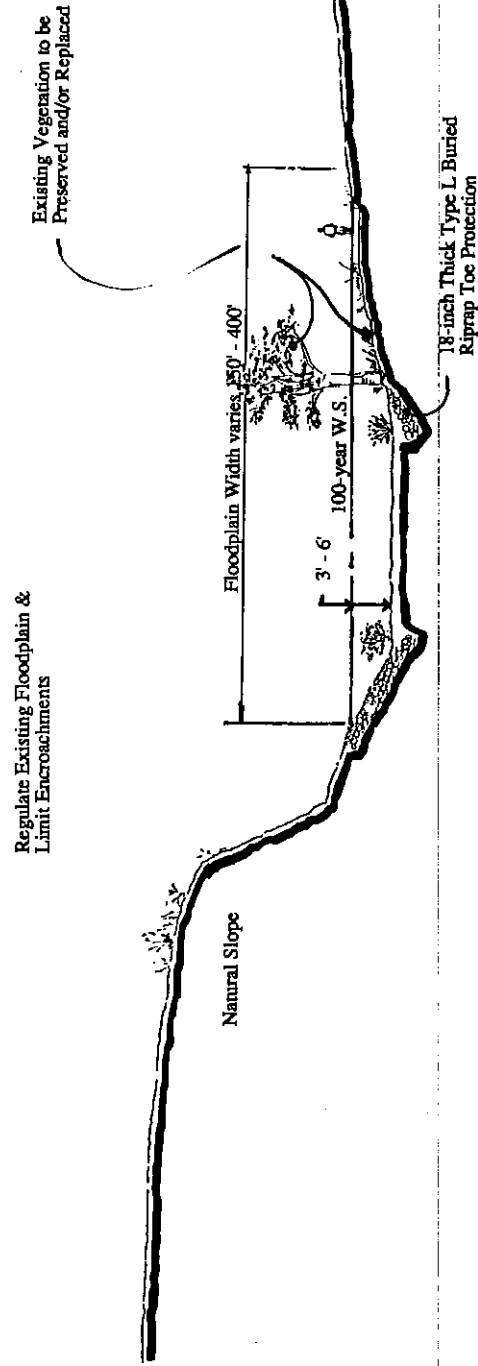 Regulate Existing Floodplain &
Limit Encroachments
Existing Vegetation to be
Preserved and/or Replaced
Floodplain Width varies, - 400'
3' - 6'
100-year W.S.
Natural Slope
18-inch Thick Type L Buried
Riprap Toe Protection